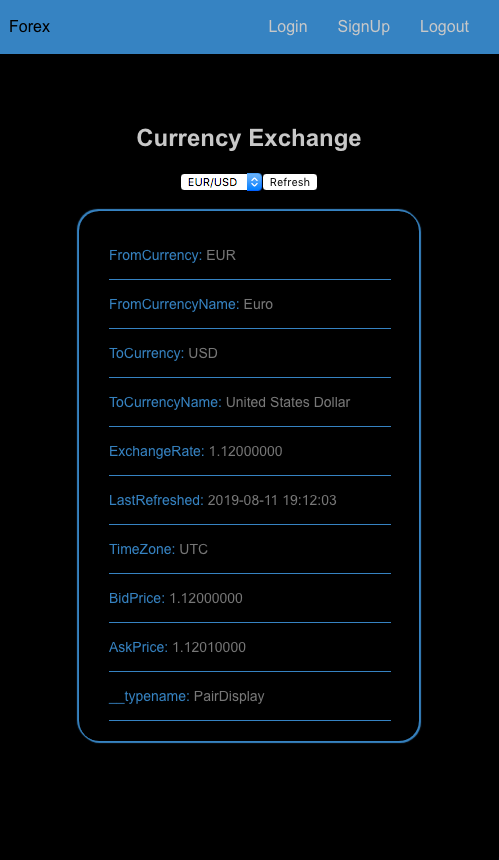 Forex Login SignUp Logout
Currency Exchange
EUR/USD Refresh
FromCurrency: EUR
FromCurrencyName: Euro
ToCurrency: USD
ToCurrencyName: United States Dollar
ExchangeRate: 1.12000000
LastRefreshed: 2019-08-11 19:12:03
TimeZone: UTC
BidPrice: 1.12000000
AskPrice: 1.12010000
__typename: PairDisplay